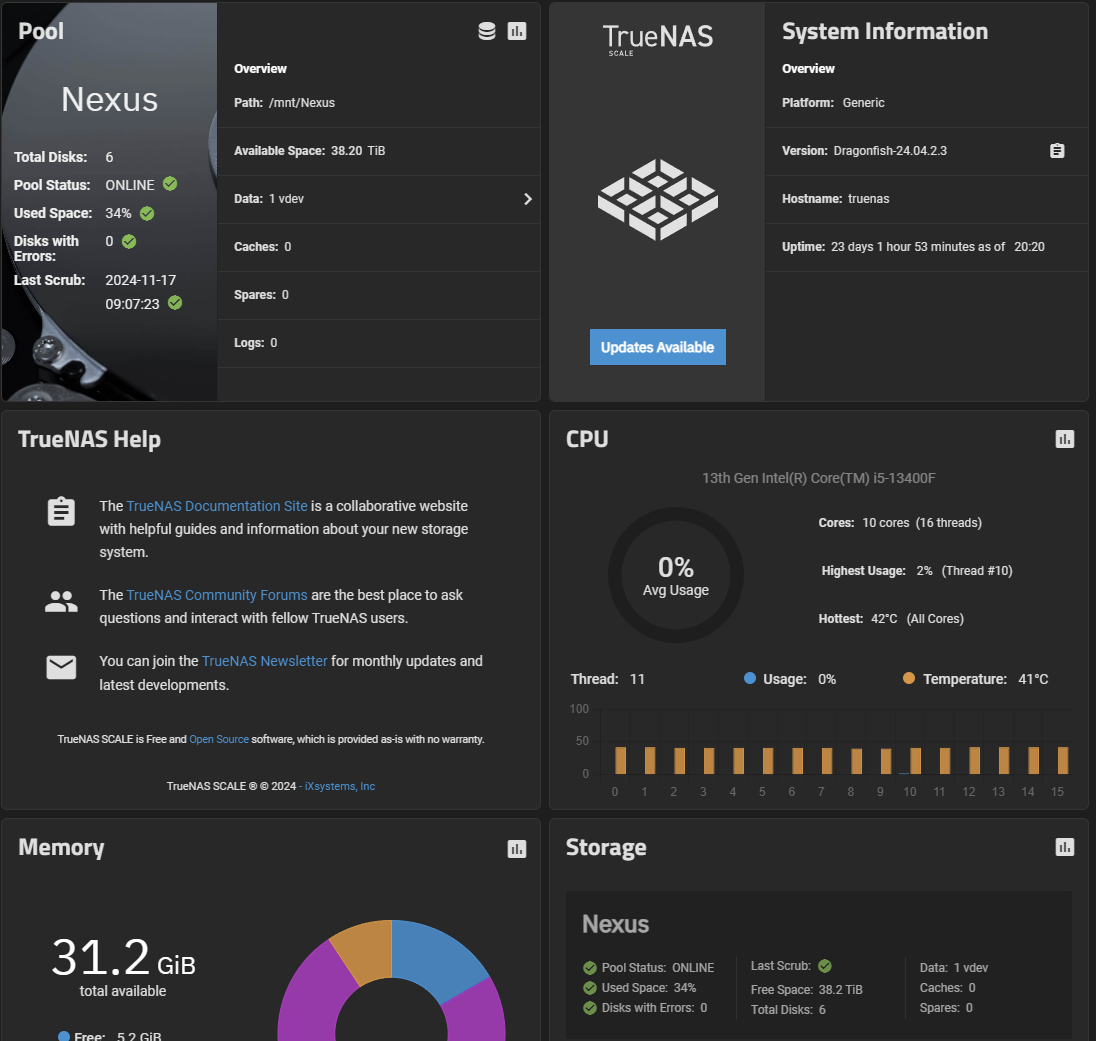 Pool
Nexus
Total Disks: 6
Pool Status: ONLINE
Used Space: 34%
Disks with
Errors: 0
Last Scrub: 2024-11-17
09:07:23
Overview
Path: /mnt/Nexus
Available Space: 38.20 TiB
Data: 1 vdev
Caches: 0
Spares: 0
Logs: 0
TrueNAS
SCALE
Updates Available
System Information
Overview
Platform: Generic
Version: Dragonfish-24.04.2.3
Hostname: truenas
Uptime: 23 days 1 hour 53 minutes as of 20:20
TrueNAS Help
The TrueNAS Documentation Site is a collaborative website
with helpful guides and information about your new storage
system.
The TrueNAS Community Forums are the best place to ask
questions and interact with fellow TrueNAS users.
You can join the TrueNAS Newsletter for monthly updates and
latest developments.
TrueNAS SCALE is Free and Open Source software, which is provided as-is with no warranty.
TrueNAS SCALE ® © 2024 - iXsystems, Inc
CPU
13th Gen Intel(R) Core(TM) i5-13400F
0%
Avg Usage
Cores: 10 cores (16 threads)
Highest Usage: 2% (Thread #10)
Hottest: 42°C (All Cores)
Thread: 11 Usage: 0% Temperature: 41°C
100
50
0
0 1 2 3 4 5 6 7 8 9 10 11 12 13 14 15
Memory
31.2 GiB
total available
Free: 5.2 GiB
Storage
Nexus
Pool Status: ONLINE
Used Space: 34%
Disks with Errors: 0
Last Scrub:
Free Space: 38.2 TiB
Total Disks: 6
Data: 1 vdev
Caches: 0
Spares: 0